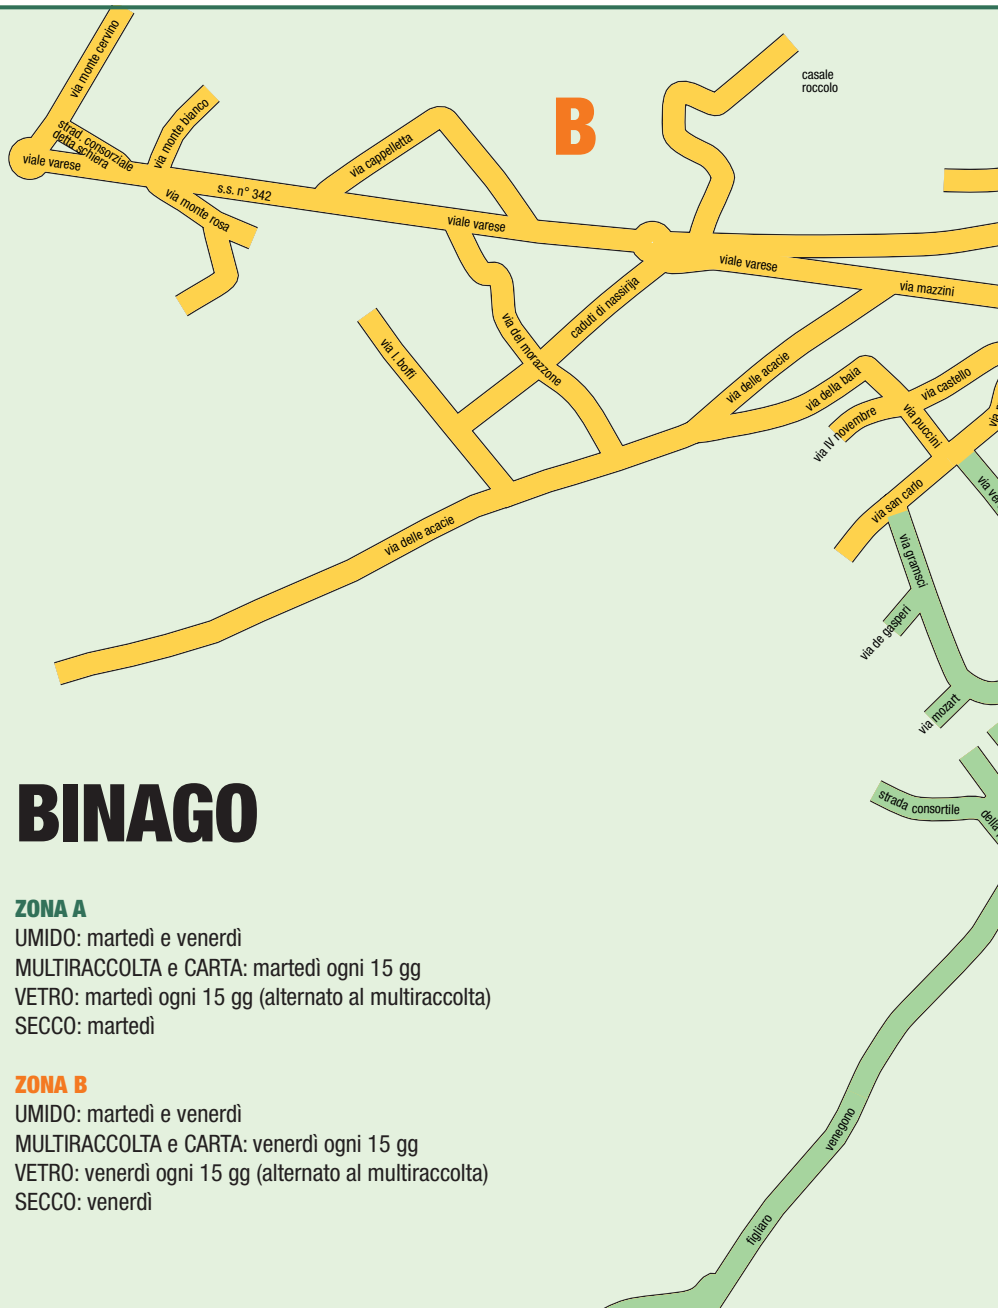 via monte cervino
casale
roccolo
B
via monte bianco
strad. consorziale
detta schiera
viale varese
via cappelletta
s.s. n° 342
via monte rosa
viale varese
viale varese
via mazzini
caduti di nassirija
via del morazzone
via l. boffi
via delle acacie
via della baia
via castello
via IV novembre
via puccini
via san carlo
via delle acacie
via gramsci
via de gasperi
via mozart
strada consortile
BINAGO
ZONA A
UMIDO: martedì e venerdì
MULTIRACCOLTA e CARTA: martedì ogni 15 gg
VETRO: martedì ogni 15 gg (alternato al multiraccolta)
SECCO: martedì
ZONA B
UMIDO: martedì e venerdì
MULTIRACCOLTA e CARTA: venerdì ogni 15 gg
VETRO: venerdì ogni 15 gg (alternato al multiraccolta)
SECCO: venerdì
venegono
figliaro